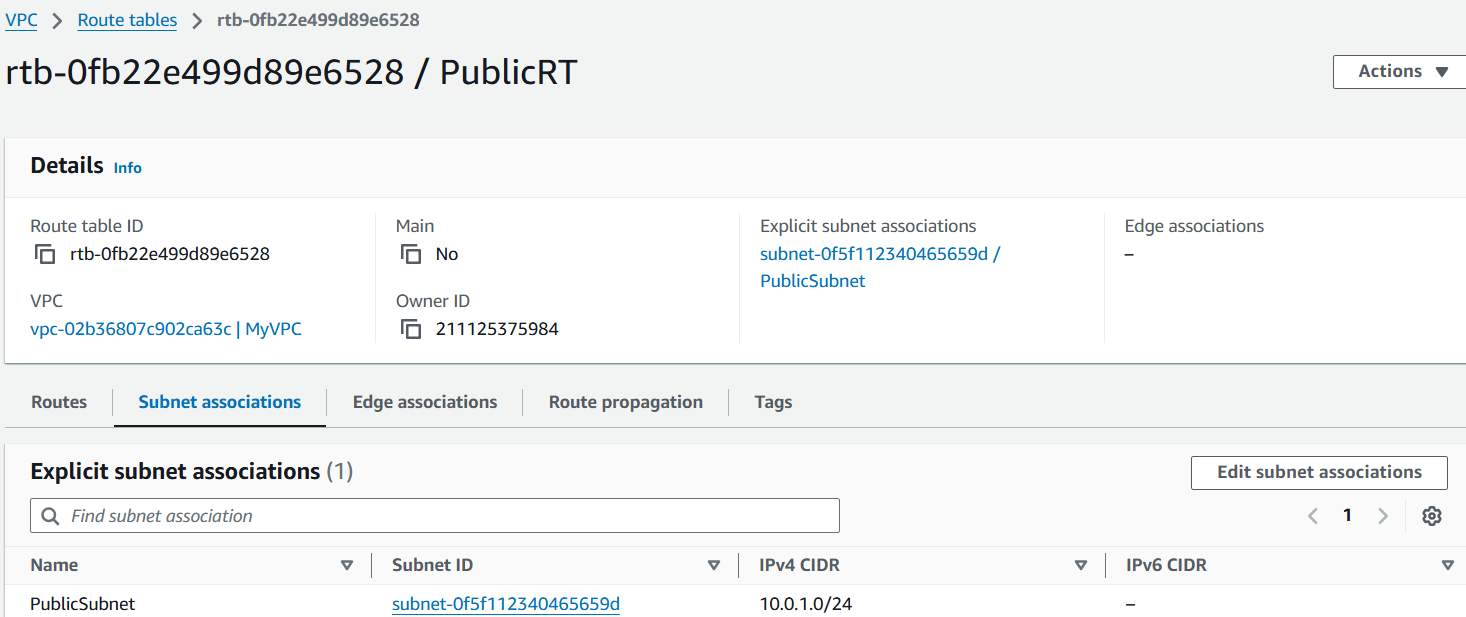 VPC > Route tables > rtb-0fb22e499d89e6528
rtb-0fb22e499d89e6528 / PublicRT
Actions
Details Info
Route table ID
rtb-0fb22e499d89e6528
Main
No
Explicit subnet associations
subnet-0f5f112340465659d /
PublicSubnet
Edge associations
–
VPC
vpc-02b36807c902ca63c | MyVPC
Owner ID
211125375984
Routes Subnet associations Edge associations Route propagation Tags
Explicit subnet associations (1)
Edit subnet associations
Find subnet association
1
Name Subnet ID IPv4 CIDR IPv6 CIDR
PublicSubnet subnet-0f5f112340465659d 10.0.1.0/24 –